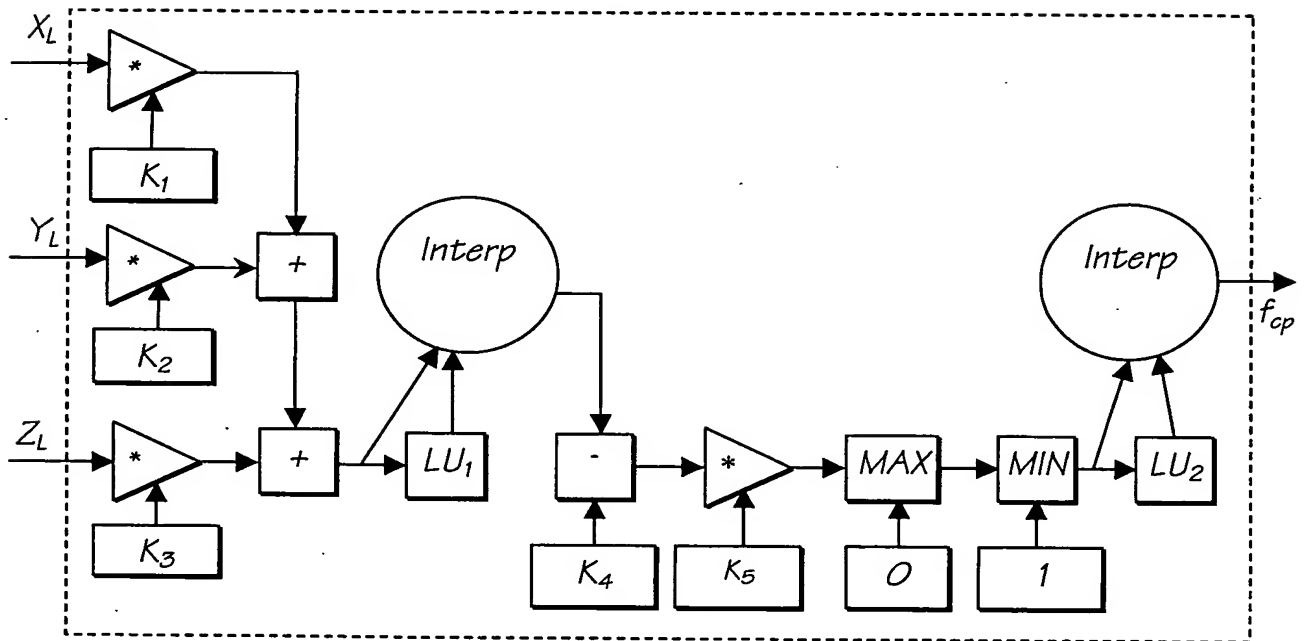 X_L
*
K_1
Y_L
*
+
Interp
Interp
f_cp
K_2
Z_L
*
+
LU_1
-
*
MAX
MIN
LU_2
K_3
K_4
K_5
0
1